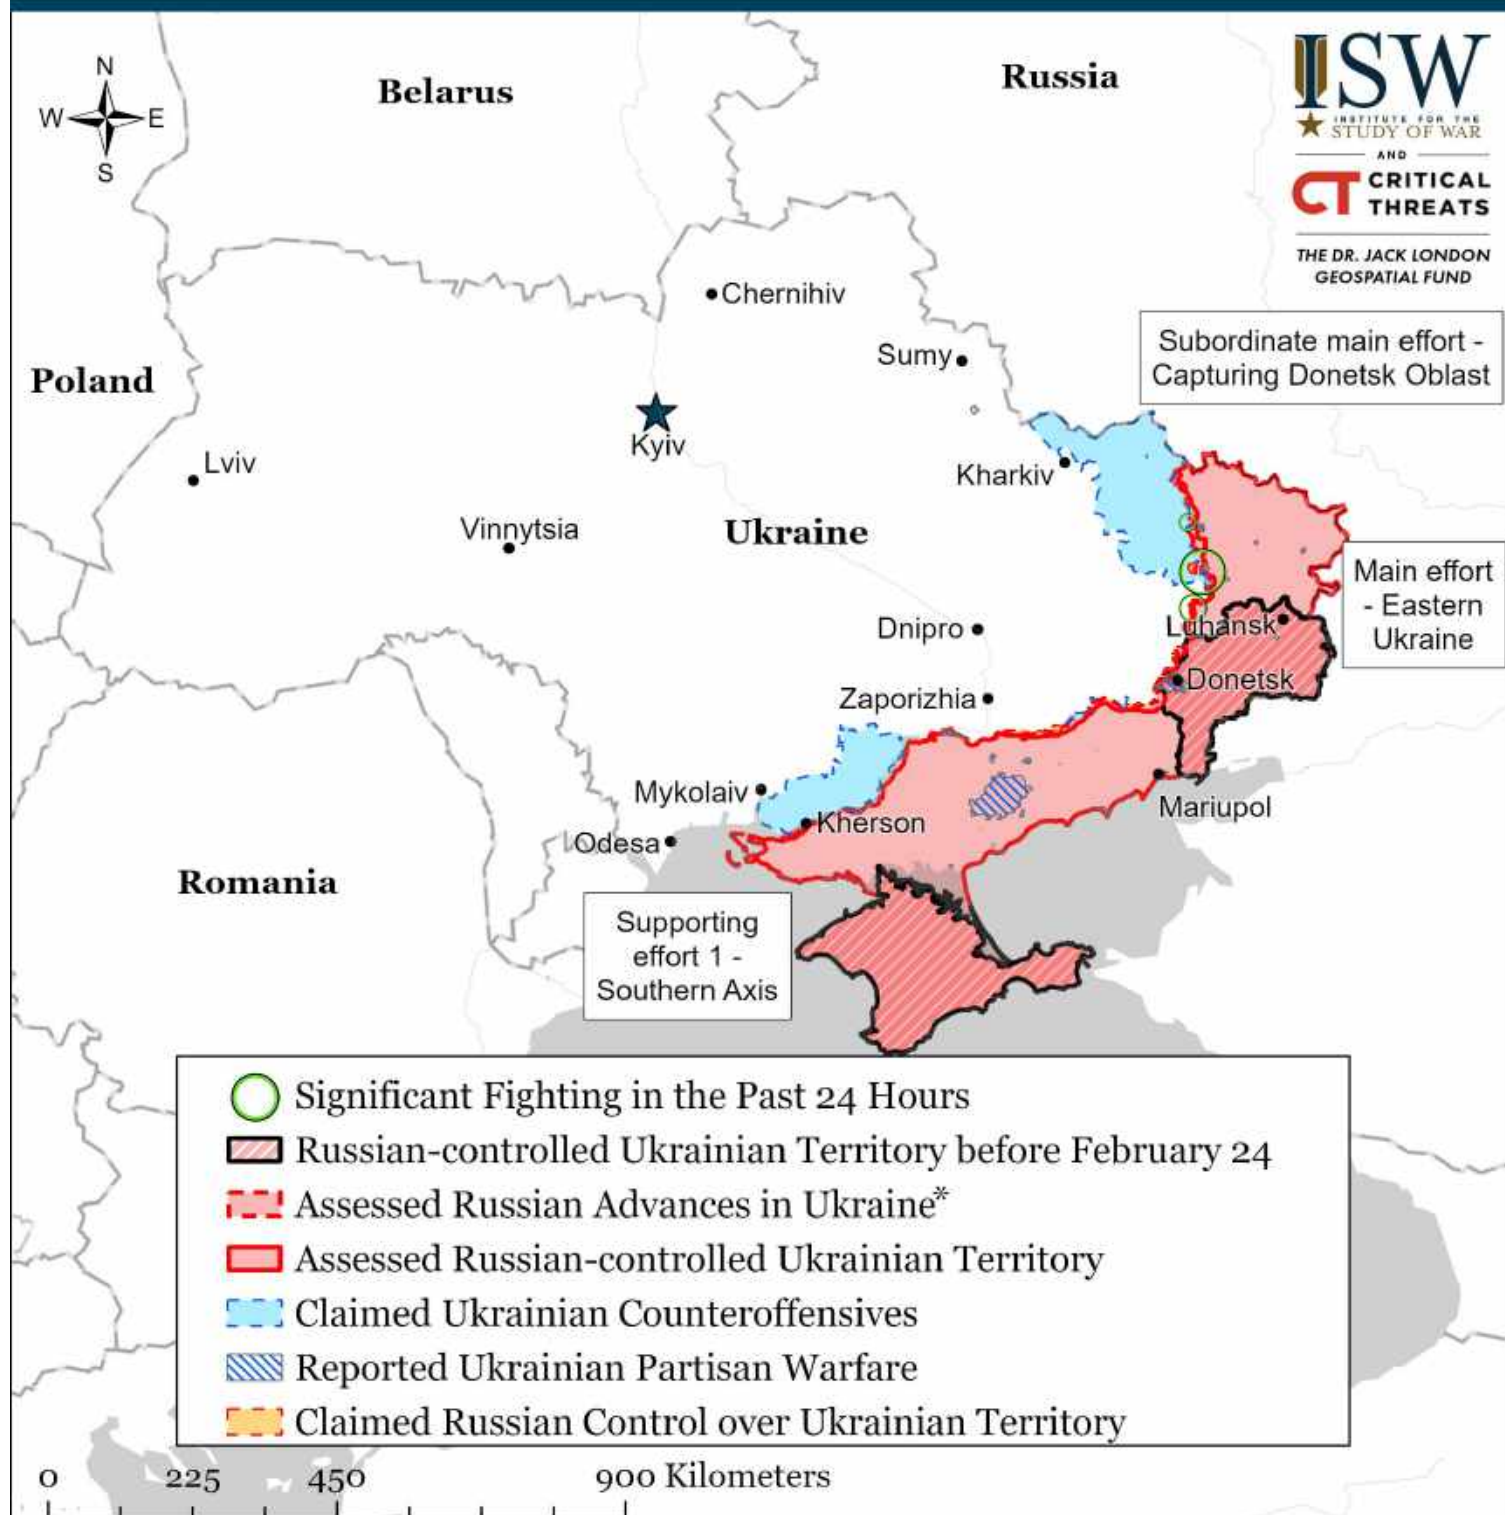 N
W
E
S
Belarus
Russia
ISW
INSTITUTE FOR THE
STUDY OF WAR
AND
CT CRITICAL
THREATS
THE DR. JACK LONDON
GEOSPATIAL FUND
Chernihiv
Subordinate main effort -
Capturing Donetsk Oblast
Sumy
Poland
Kyiv
Lviv
Kharkiv
Vinnytsia
Ukraine
Main effort
- Eastern
Ukraine
Dnipro
Luhansk
Donetsk
Zaporizhia
Mykolaiv
Mariupol
Kherson
Odesa
Romania
Supporting
effort 1 -
Southern Axis
Significant Fighting in the Past 24 Hours
Russian-controlled Ukrainian Territory before February 24
Assessed Russian Advances in Ukraine*
Assessed Russian-controlled Ukrainian Territory
Claimed Ukrainian Counteroffensives
Reported Ukrainian Partisan Warfare
Claimed Russian Control over Ukrainian Territory
0 225 450 900 Kilometers